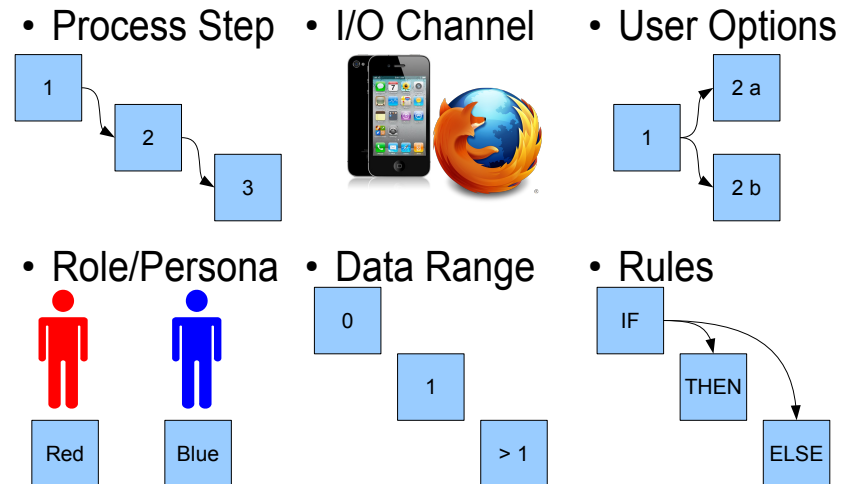 • Process Step
• I/O Channel
• User Options
1
2
3
1
2 a
2 b
• Role/Persona
• Data Range
• Rules
Red
Blue
0
1
> 1
IF
THEN
ELSE